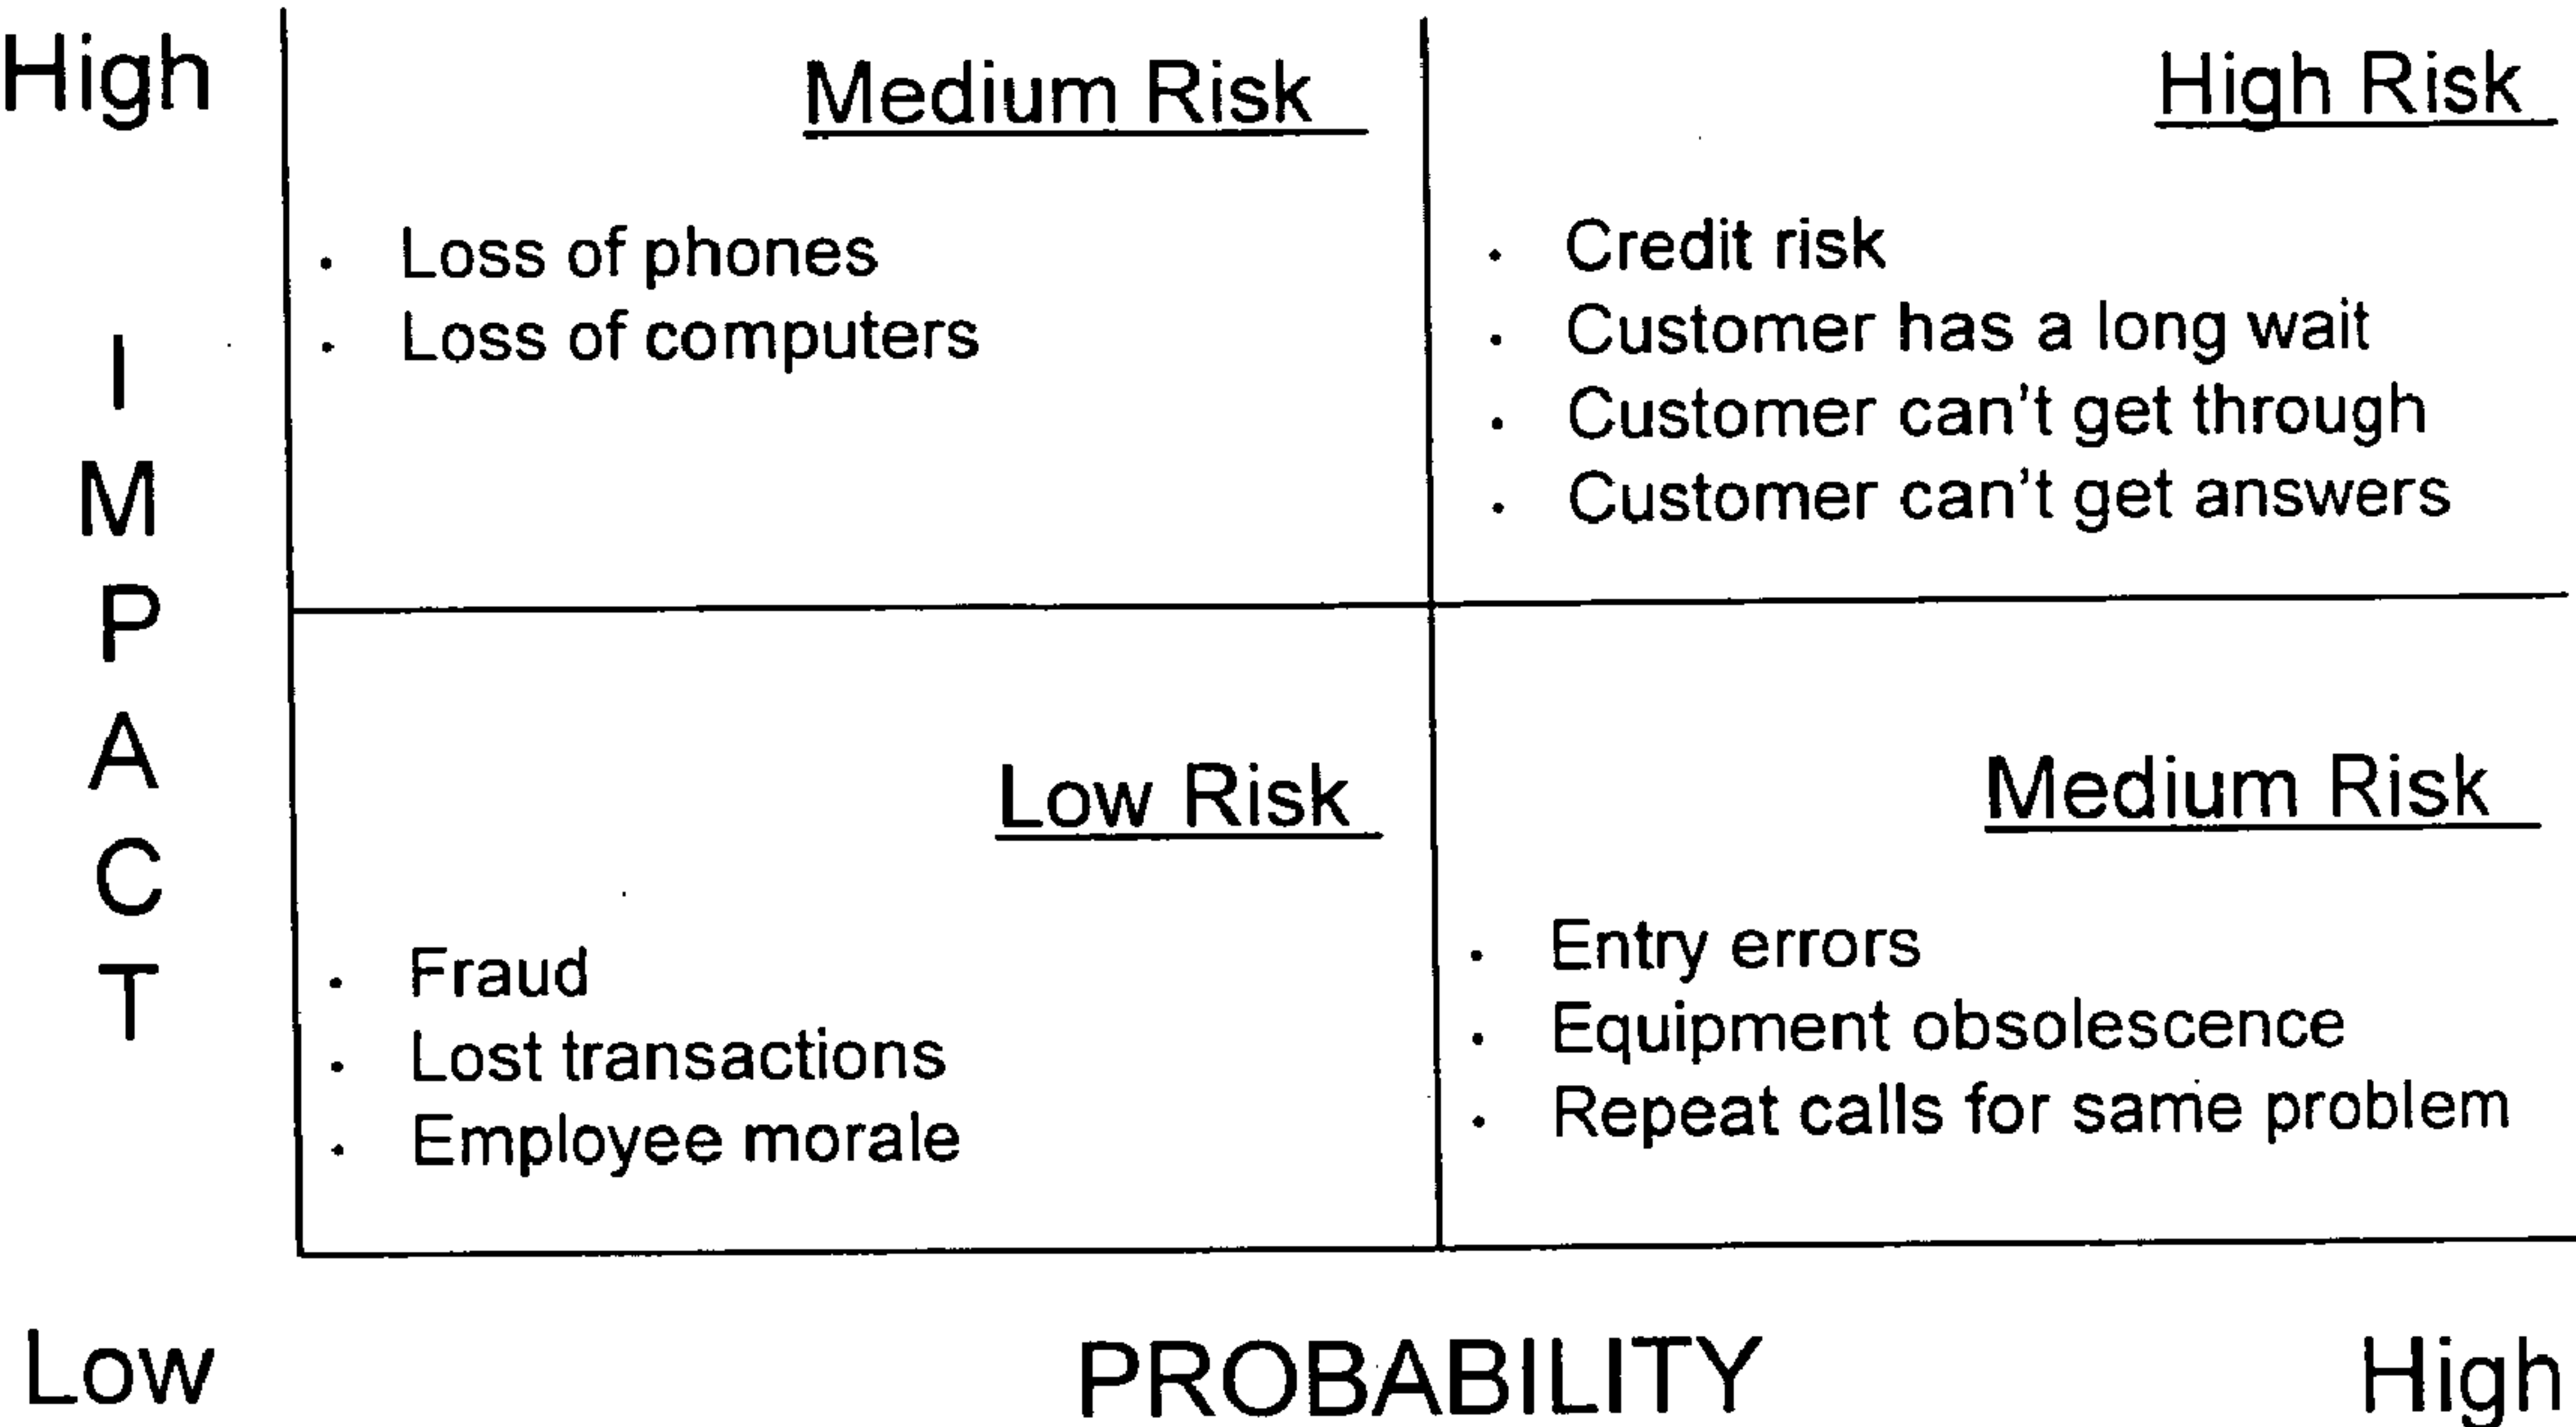 High
Medium Risk
High Risk
· Loss of phones
· Loss of computers
· Credit risk
· Customer has a long wait
· Customer can't get through
· Customer can't get answers
IMPACT
Low Risk
Medium Risk
· Fraud
· Lost transactions
· Employee morale
· Entry errors
· Equipment obsolescence
· Repeat calls for same problem
Low
PROBABILITY
High